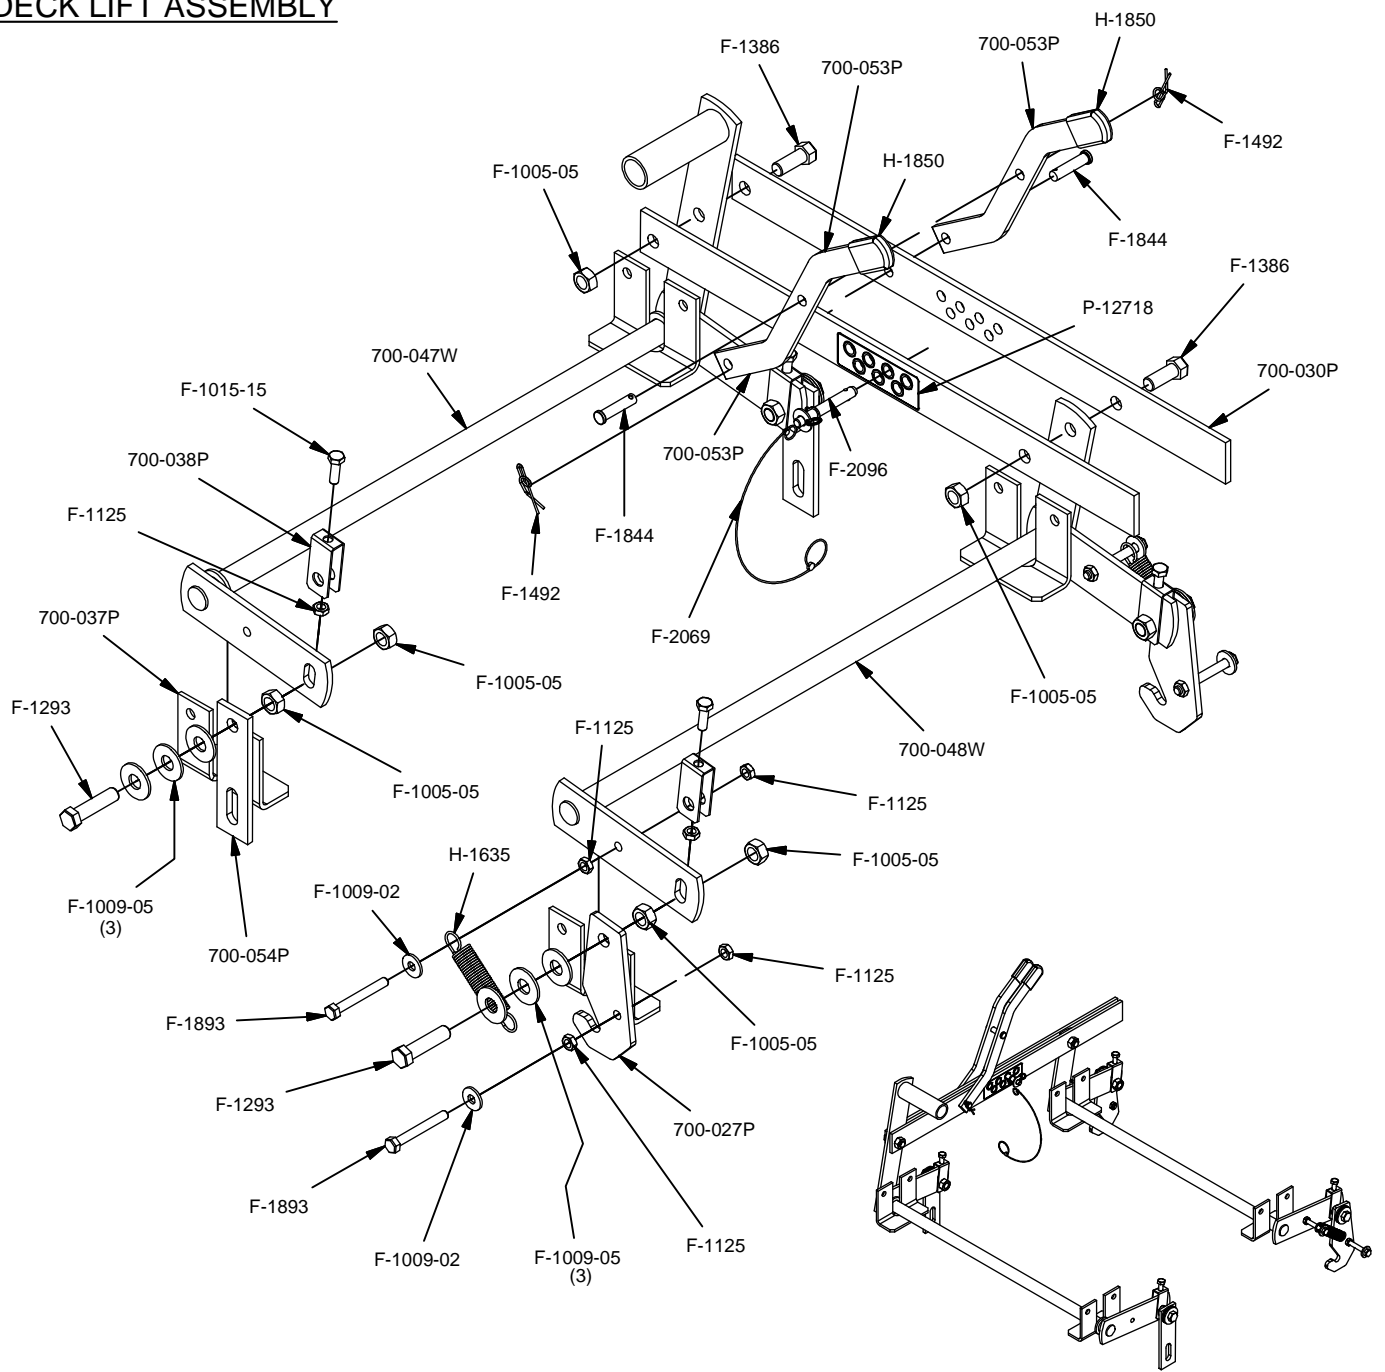 DECK LIFT ASSEMBLY
H-1850
F-1386
700-053P
700-053P
F-1492
H-1850
F-1005-05
F-1844
F-1386
P-12718
700-047W
F-1015-15
700-030P
700-038P
700-053P
F-2096
F-1125
F-1844
F-1492
700-037P
F-2069
F-1005-05
F-1005-05
F-1293
F-1125
700-048W
F-1005-05
F-1125
H-1635
F-1005-05
F-1009-02
F-1009-05
(3)
700-054P
F-1125
F-1893
F-1005-05
F-1293
700-027P
F-1893
F-1125
F-1009-02
F-1009-05
(3)